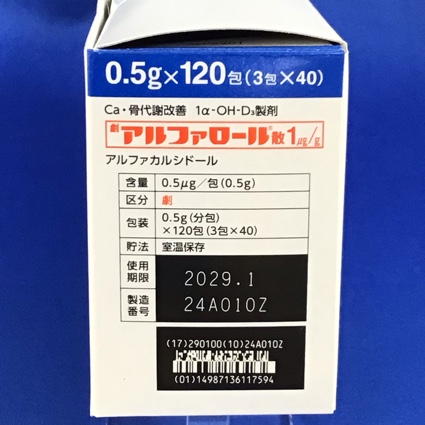 0.5g×120包(3包×40)
Ca・骨代謝改善 1α-OH-D₃製剤
劇 アルファロール® 散1μg/g
アルファカルシドール
含量 0.5μg/包(0.5g)
区分 劇
包装 0.5g(分包)
×120包(3包×40)
貯法 室温保存
使用期限 2029.1
製造番号 24A010Z
(17)290100(10)24A010Z
(01)14987136117594